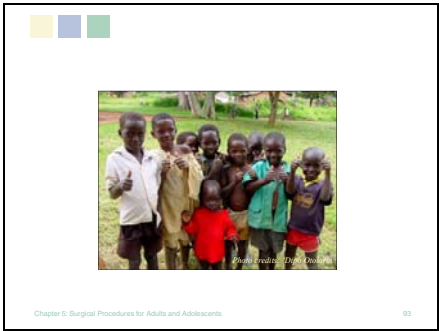 Photo credits: 'Dipo Otolorin
Chapter 5: Surgical Procedures for Adults and Adolescents 93